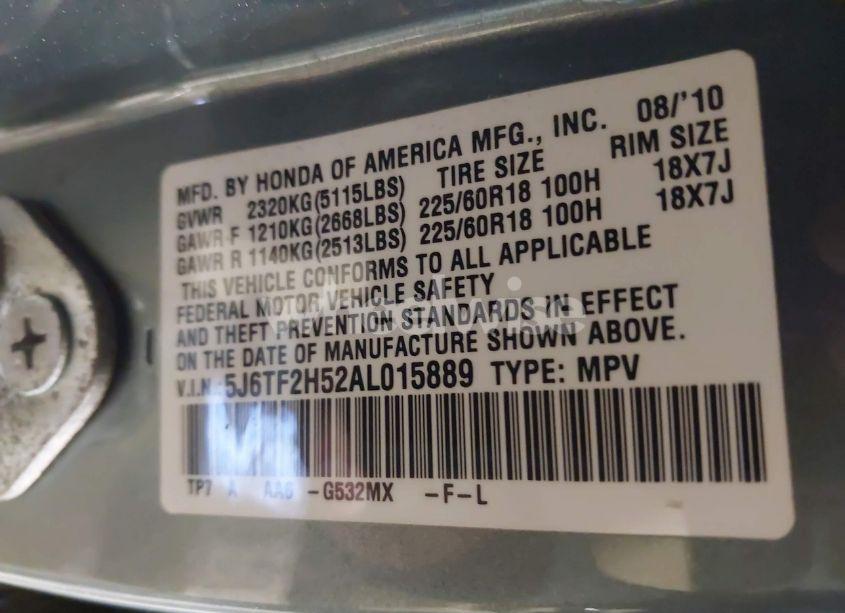 MFD. BY HONDA OF AMERICA MFG., INC. 08/'10
GVWR 2320KG(5115LBS) TIRE SIZE RIM SIZE
GAWR F 1210KG(2668LBS) 225/60R18 100H 18X7J
GAWR R 1140KG(2513LBS) 225/60R18 100H 18X7J
THIS VEHICLE CONFORMS TO ALL APPLICABLE
FEDERAL MOTOR VEHICLE SAFETY
AND THEFT PREVENTION STANDARDS IN EFFECT
ON THE DATE OF MANUFACTURE SHOWN ABOVE.
V.I.N.: 5J6TF2H52AL015889 TYPE: MPV
TP7 A AA6 -G532MX -F-L